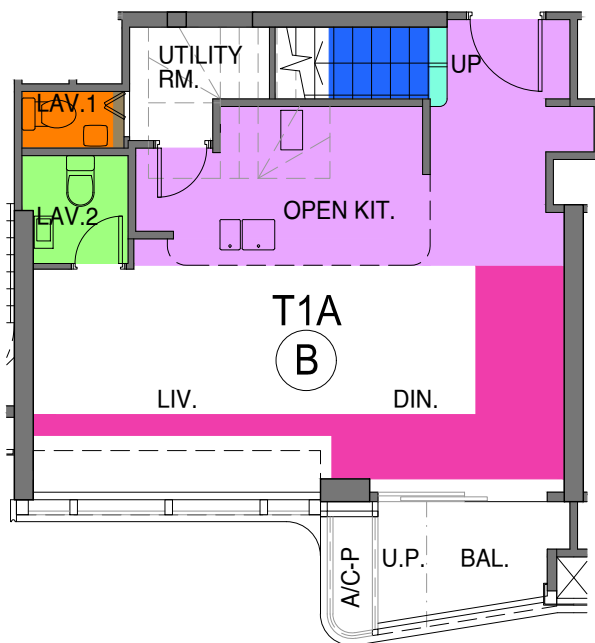 UTILITY
RM.
UP
LAV.1
LAV.2
OPEN KIT.
T1A
B
LIV.
DIN.
A/C-P
U.P.
BAL.